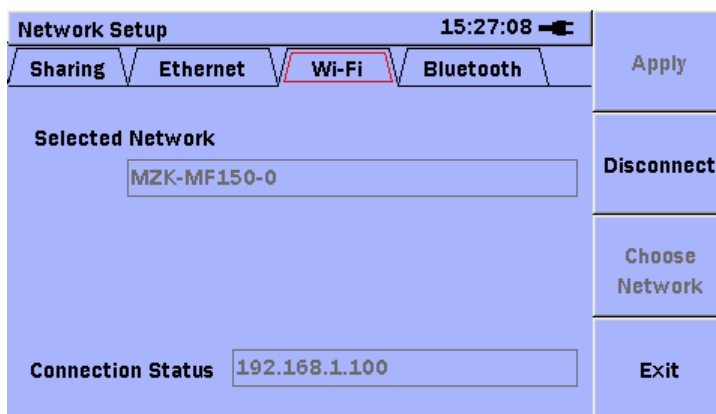 Network Setup
15:27:08
Sharing
Ethernet
Wi-Fi
Bluetooth
Selected Network
MZK-MF150-0
Connection Status
192.168.1.100
Apply
Disconnect
Choose
Network
Exit